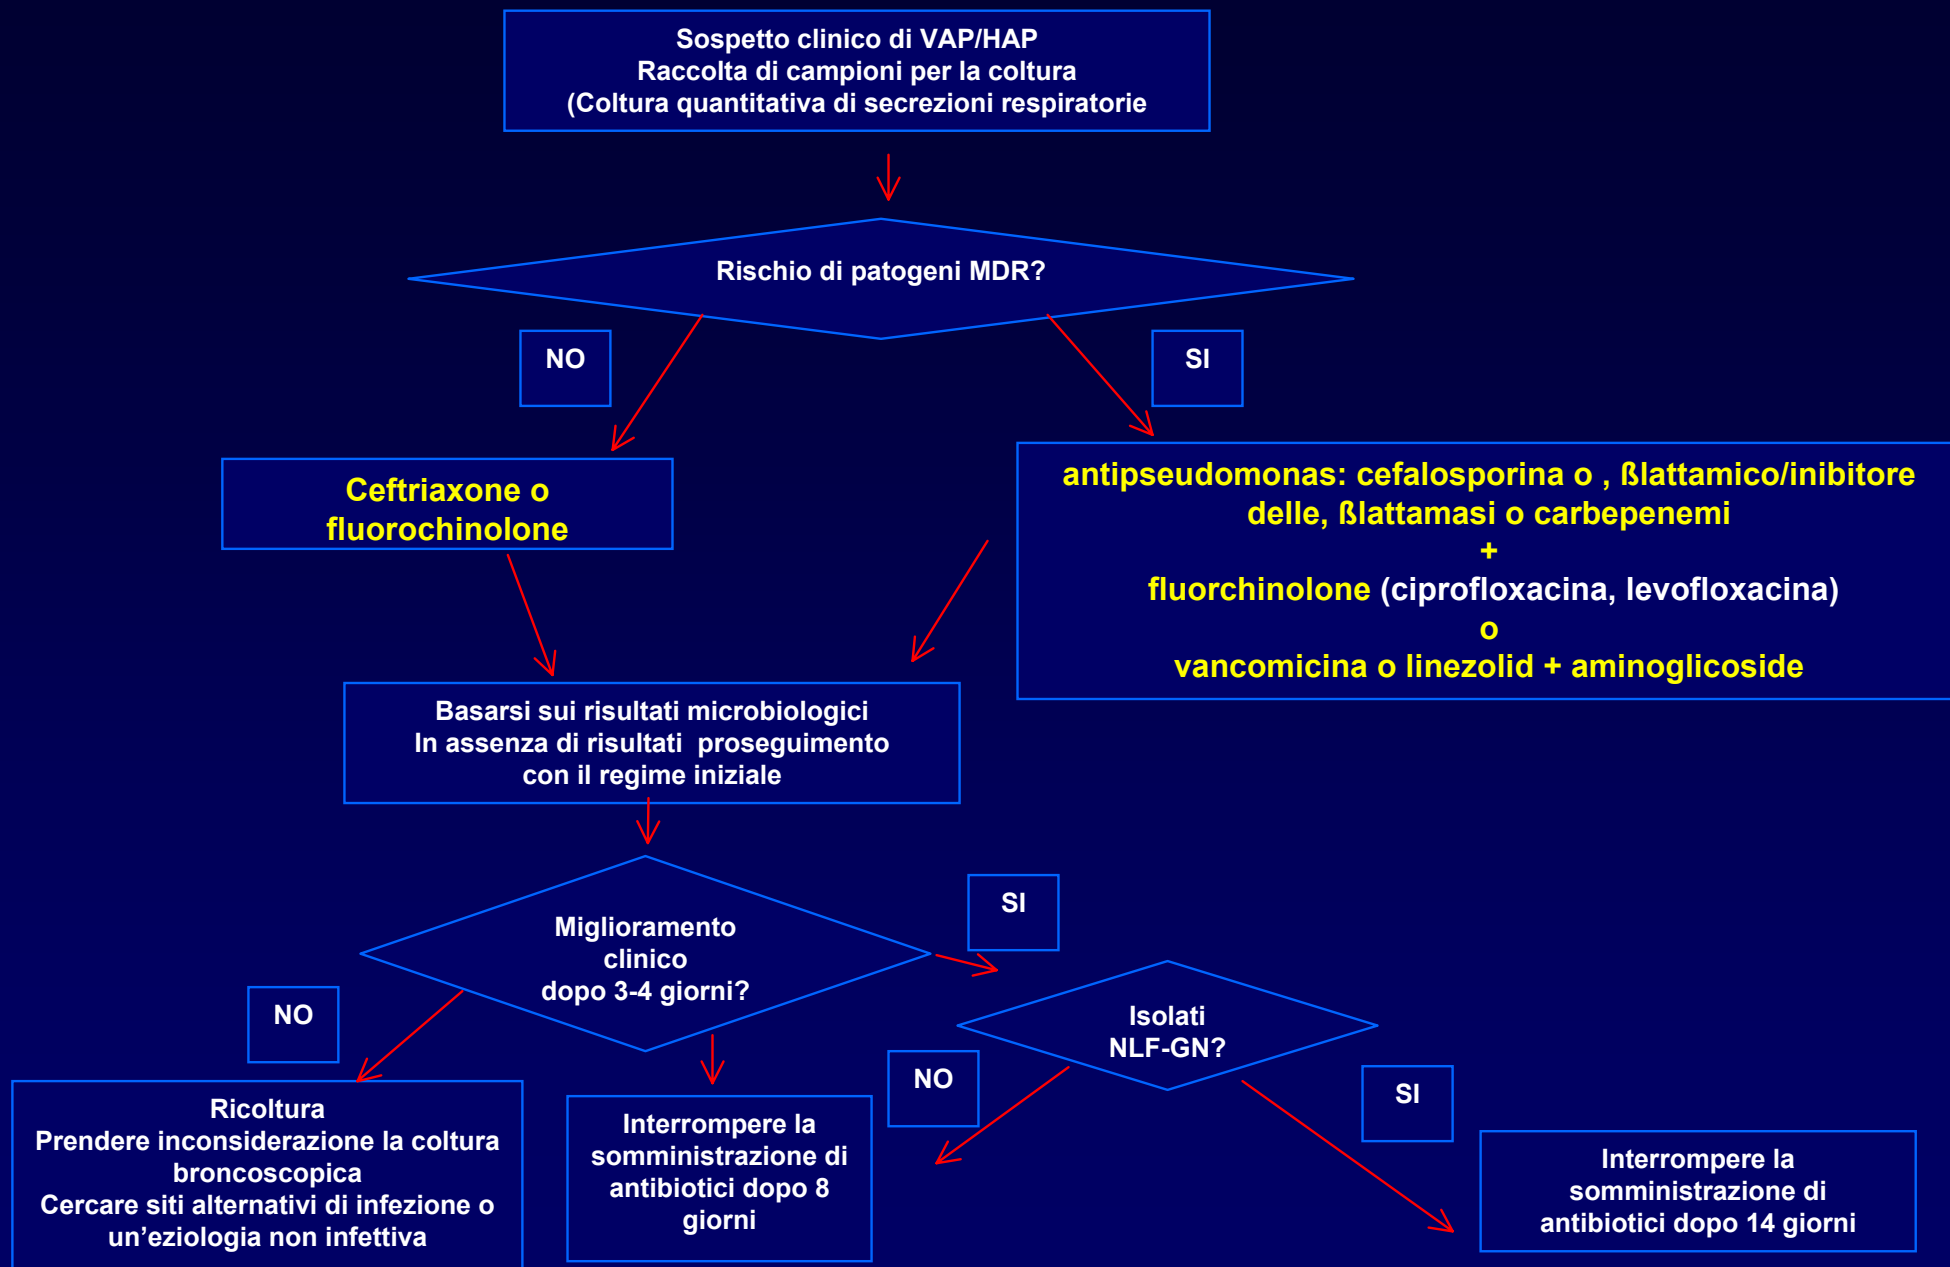 Sospetto clinico di VAP/HAP
Raccolta di campioni per la coltura
(Coltura quantitativa di secrezioni respiratorie
Rischio di patogeni MDR?
NO
SI
Ceftriaxone o
fluorochinolone
antipseudomonas: cefalosporina o , ßlattamico/inibitore
delle, ßlattamasi o carbepenemi
+
fluorchinolone (ciprofloxacina, levofloxacina)
o
vancomicina o linezolid + aminoglicoside
Basarsi sui risultati microbiologici
In assenza di risultati proseguimento
con il regime iniziale
Miglioramento
clinico
dopo 3-4 giorni?
SI
NO
Isolati
NLF-GN?
NO
SI
Ricoltura
Prendere inconsiderazione la coltura
broncoscopica
Cercare siti alternativi di infezione o
un’eziologia non infettiva
Interrompere la
somministrazione di
antibiotici dopo 8
giorni
Interrompere la
somministrazione di
antibiotici dopo 14 giorni